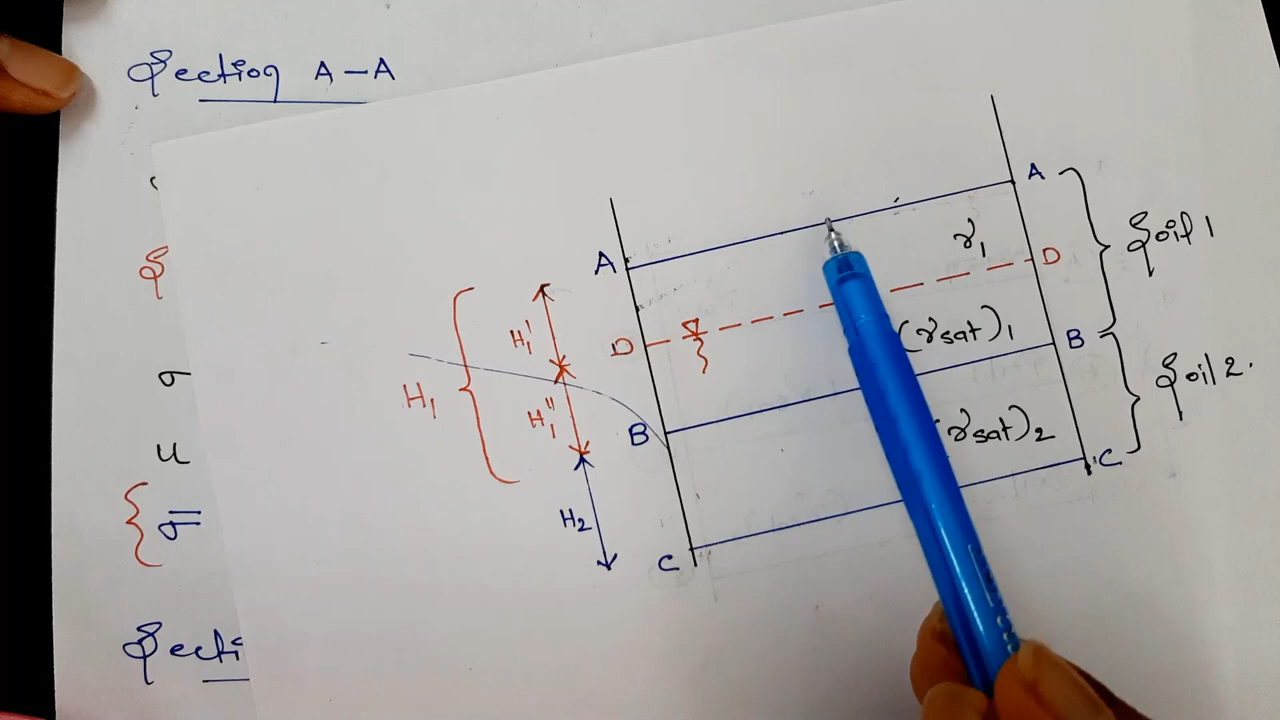 Section A-A
σ
u
σ̅
Secti
A
A
γ₁
D
D
(γsat)₁
B
B
(γsat)₂
C
C
H₁
H₁'
H₁''
H₂
Soil 1
Soil 2.